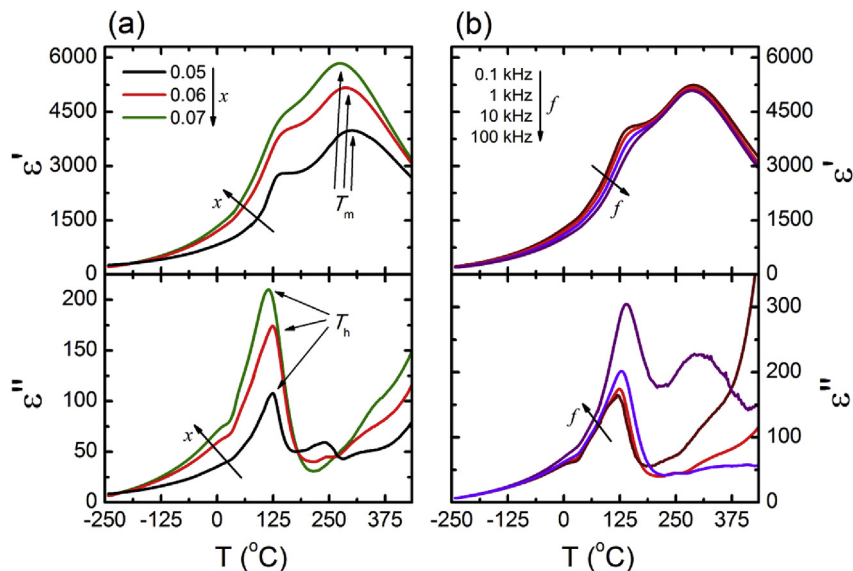 (a) (b)
6000 6000
0.05 0.1 kHz
0.06 x 1 kHz f
0.07 10 kHz
100 kHz
4500 4500
ε' ε'
3000 3000
x Tm f
1500 1500
0 0
200 300
Th
150
200
ε'' ε''
100
x f 100
50
0 0
-250 -125 0 125 250 375 -250 -125 0 125 250 375
T (°C) T (°C)